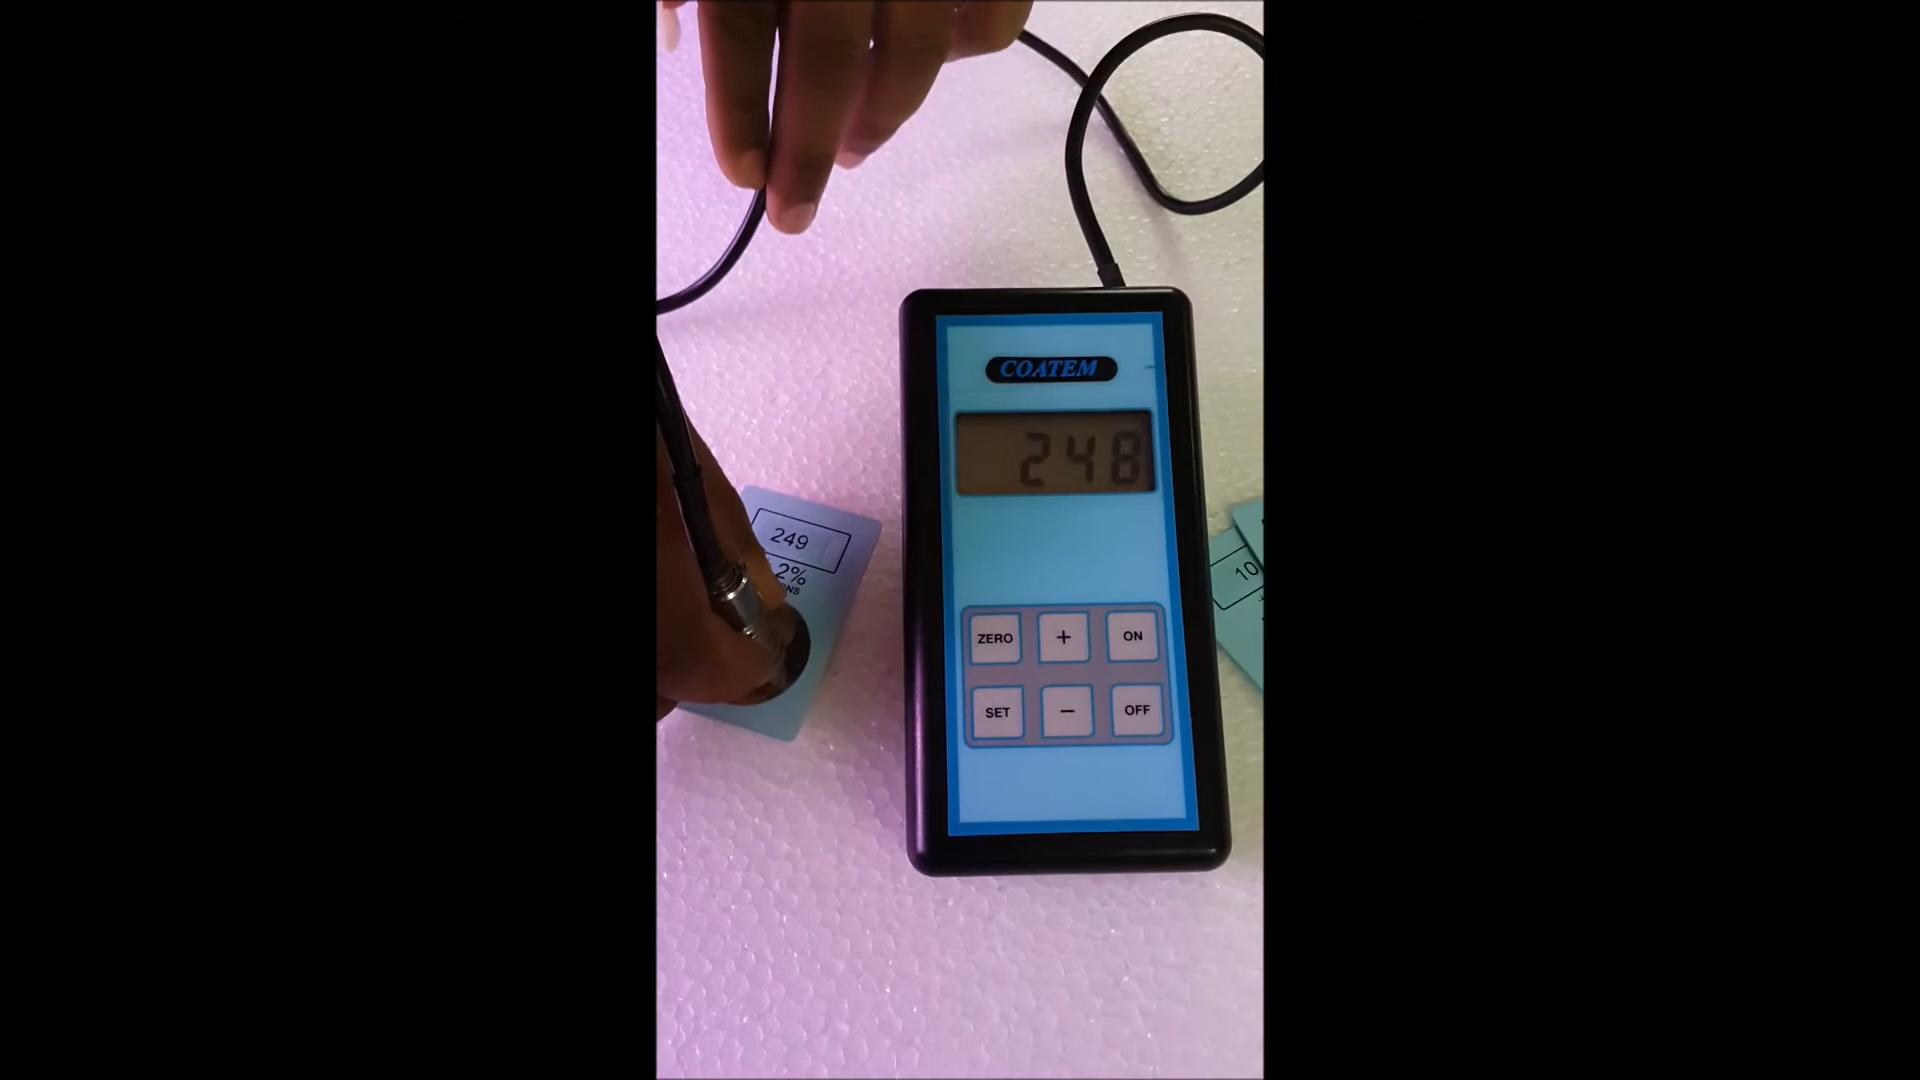 COATEM
248
249
2%
10
ZERO + ON
SET − OFF